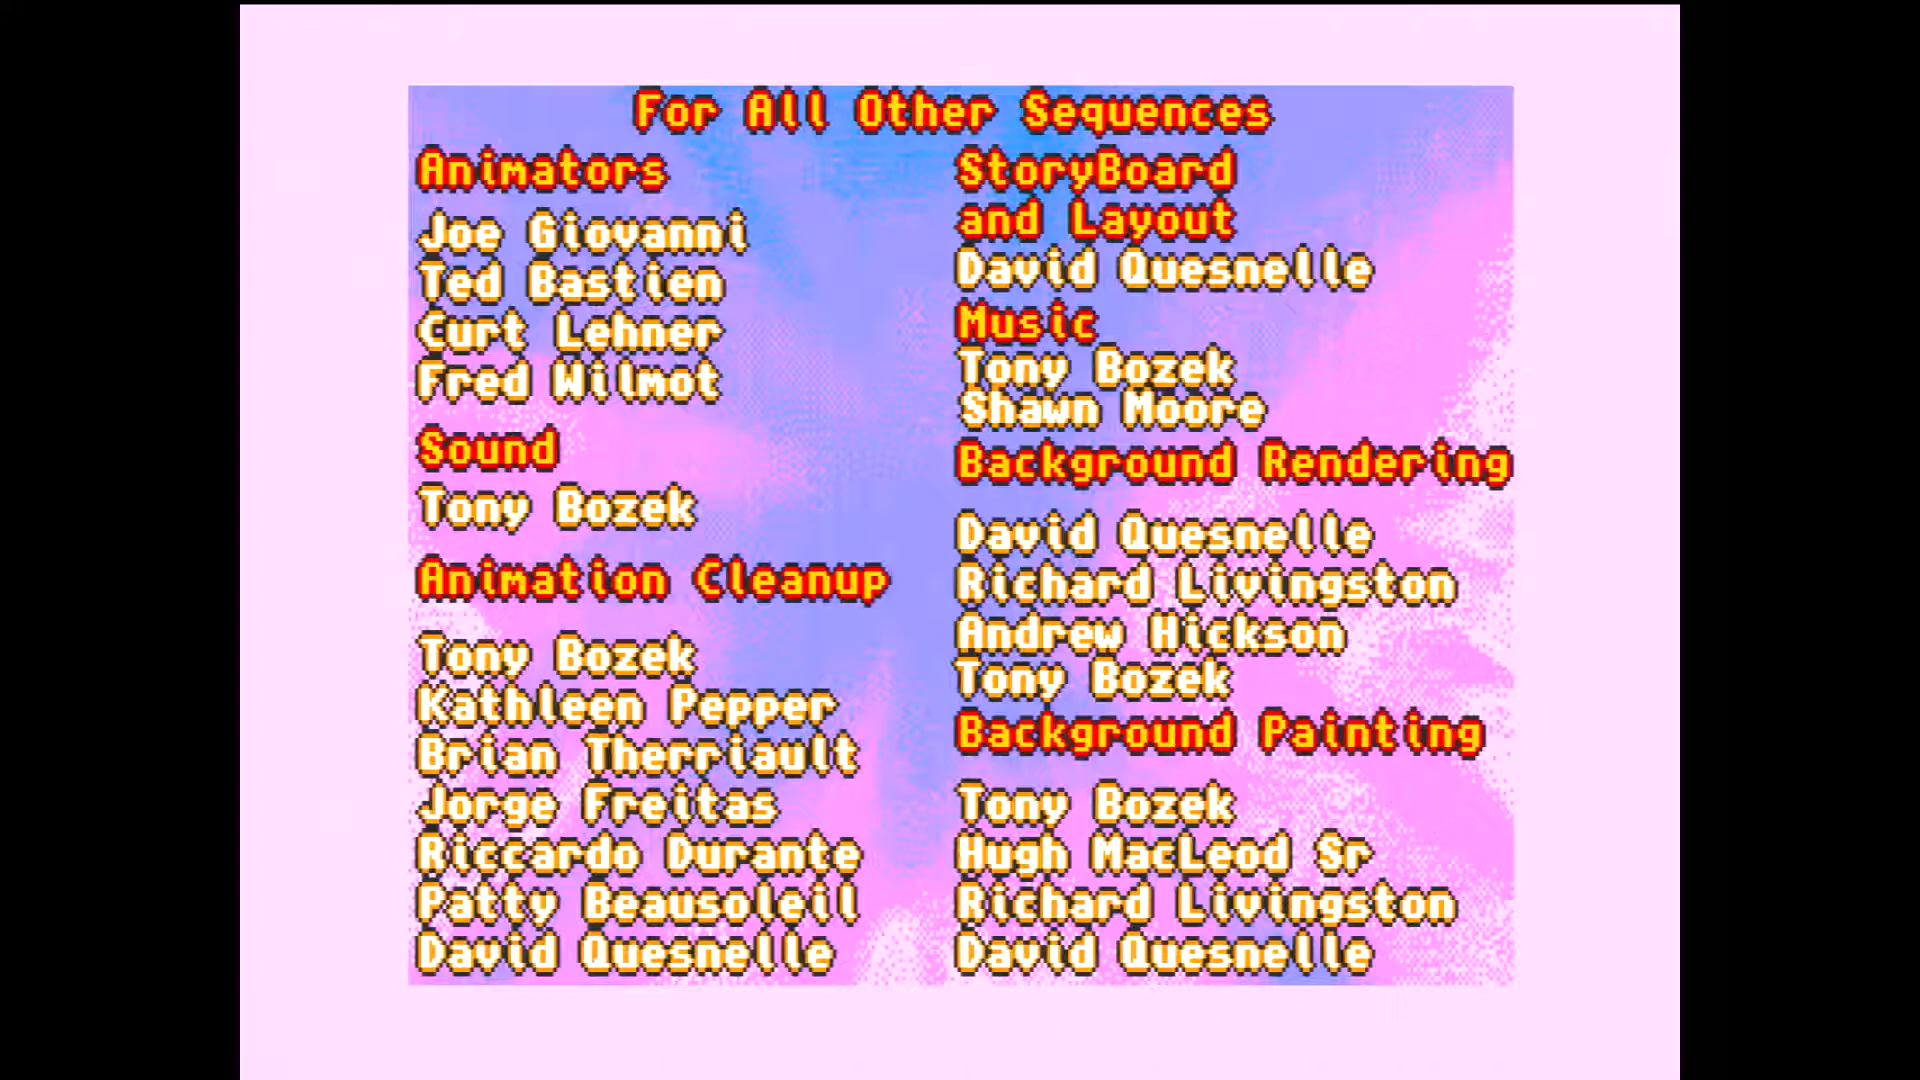 For All Other Sequences
Animators
Joe Giovanni
Ted Bastien
Curt Lehner
Fred Wilmot
Sound
Tony Bozek
Animation Cleanup
Tony Bozek
Kathleen Pepper
Brian Therriault
Jorge Freitas
Riccardo Durante
Patty Beausoleil
David Quesnelle
StoryBoard
and Layout
David Quesnelle
Music
Tony Bozek
Shawn Moore
Background Rendering
David Quesnelle
Richard Livingston
Andrew Hickson
Tony Bozek
Background Painting
Tony Bozek
Hugh MacLeod Sr
Richard Livingston
David Quesnelle